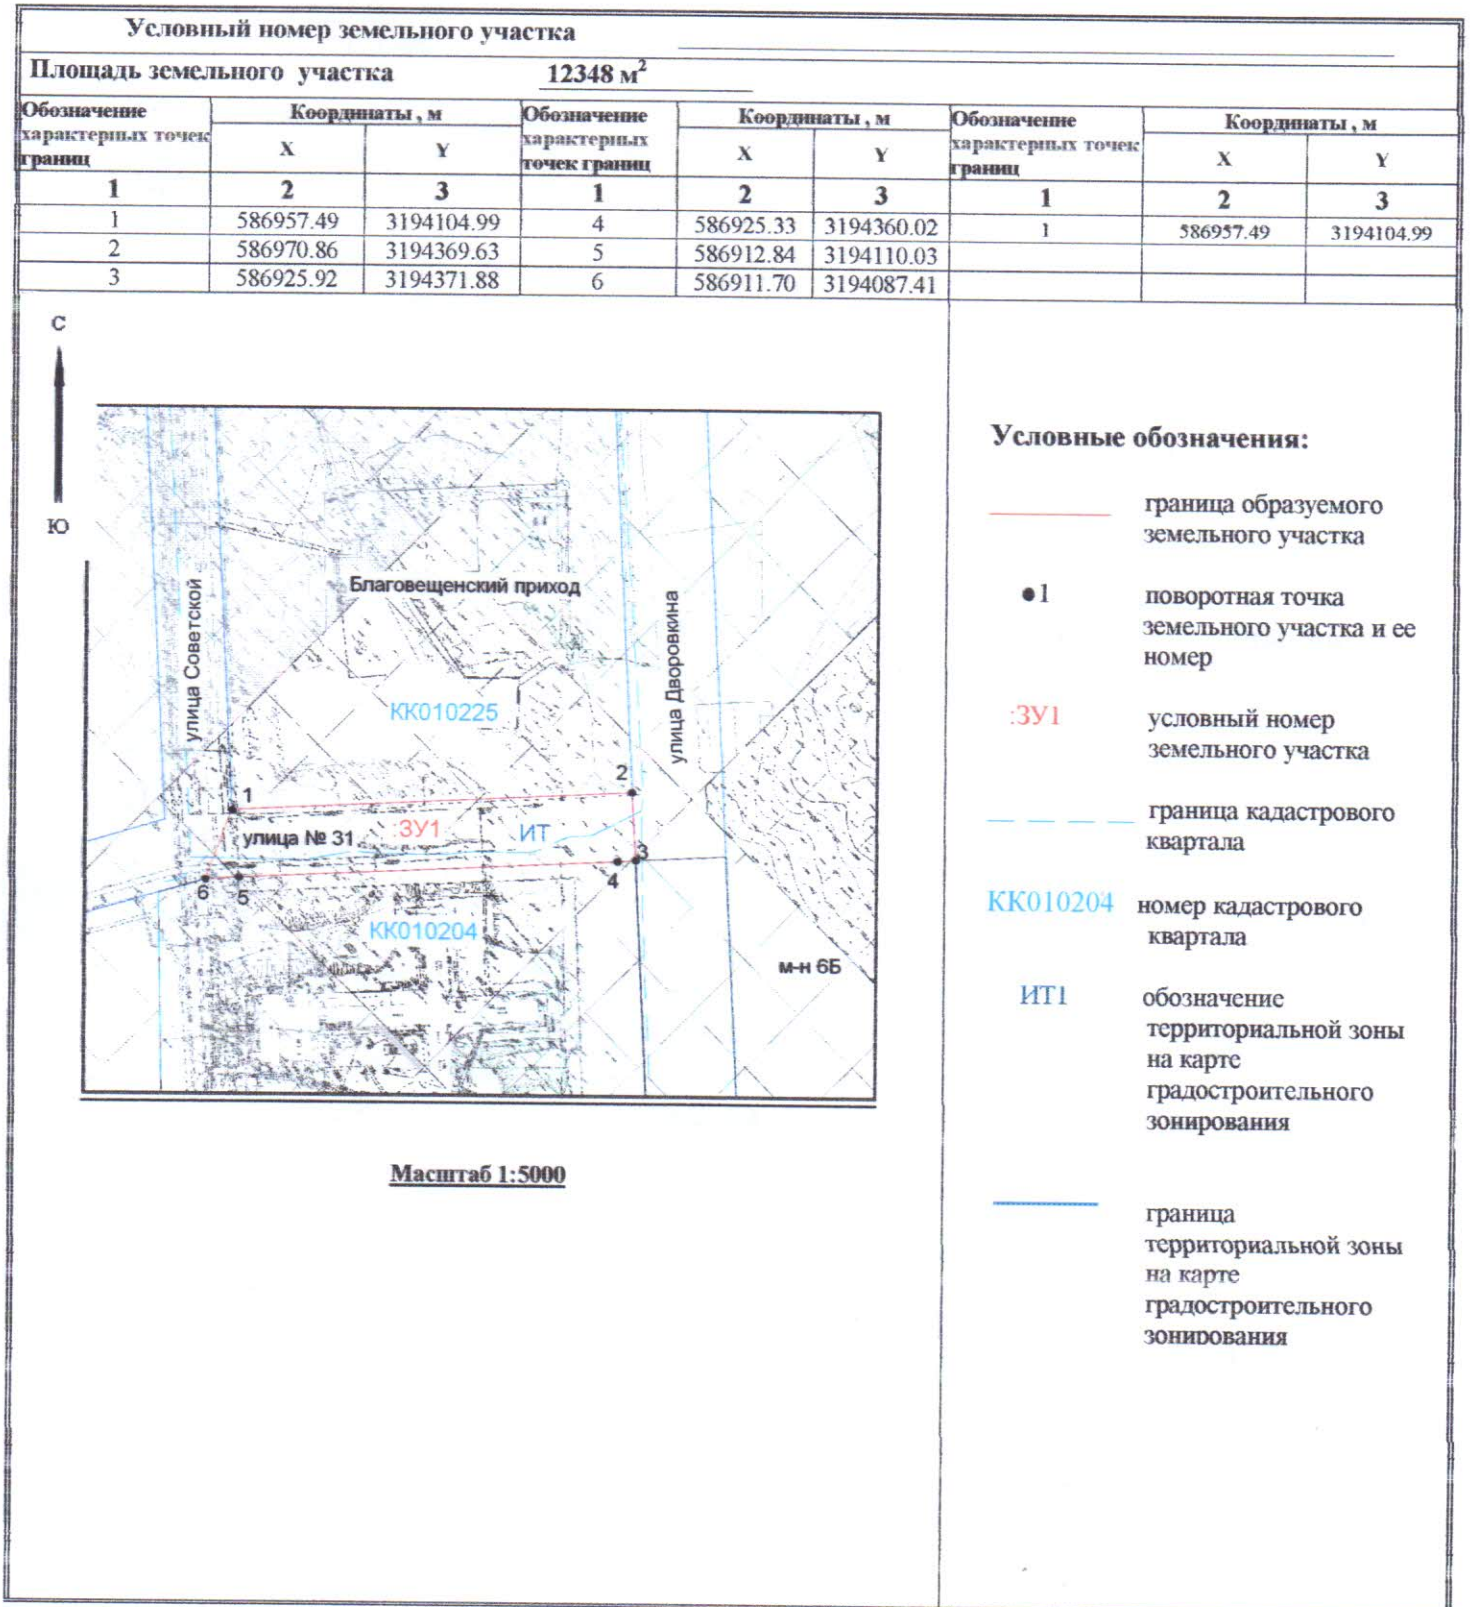 Условный номер земельного участка
Площадь земельного участка 12348 м²
Обозначение характерных точек границ | Координаты , м | Обозначение характерных точек границ | Координаты , м | Обозначение характерных точек границ | Координаты , м
X | Y | X | Y | X | Y
1 | 2 | 3 | 1 | 2 | 3 | 1 | 2 | 3
1 | 586957.49 | 3194104.99 | 4 | 586925.33 | 3194360.02 | 1 | 586957.49 | 3194104.99
2 | 586970.86 | 3194369.63 | 5 | 586912.84 | 3194110.03
3 | 586925.92 | 3194371.88 | 6 | 586911.70 | 3194087.41
С
Ю
Благовещенский приход
улица Советской
улица Дворовкина
КК010225
1
2
улица № 31
:ЗУ1
ИТ
3
4
5
6
КК010204
м-н 6Б
Масштаб 1:5000
Условные обозначения:
граница образуемого
земельного участка
1 поворотная точка
земельного участка и ее
номер
:ЗУ1 условный номер
земельного участка
граница кадастрового
квартала
КК010204 номер кадастрового
квартала
ИТ1 обозначение
территориальной зоны
на карте
градостроительного
зонирования
граница
территориальной зоны
на карте
градостроительного
зонирования